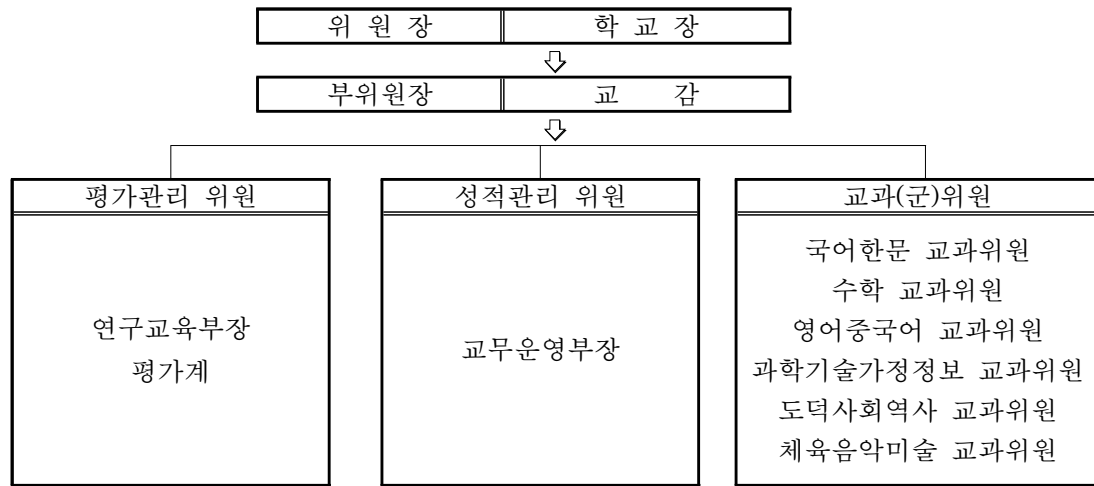 위 원 장 학 교 장
부위원장 교 감
평가관리 위원
연구교육부장
평가계
성적관리 위원
교무운영부장
교과(군)위원
국어한문 교과위원
수학 교과위원
영어중국어 교과위원
과학기술가정정보 교과위원
도덕사회역사 교과위원
체육음악미술 교과위원